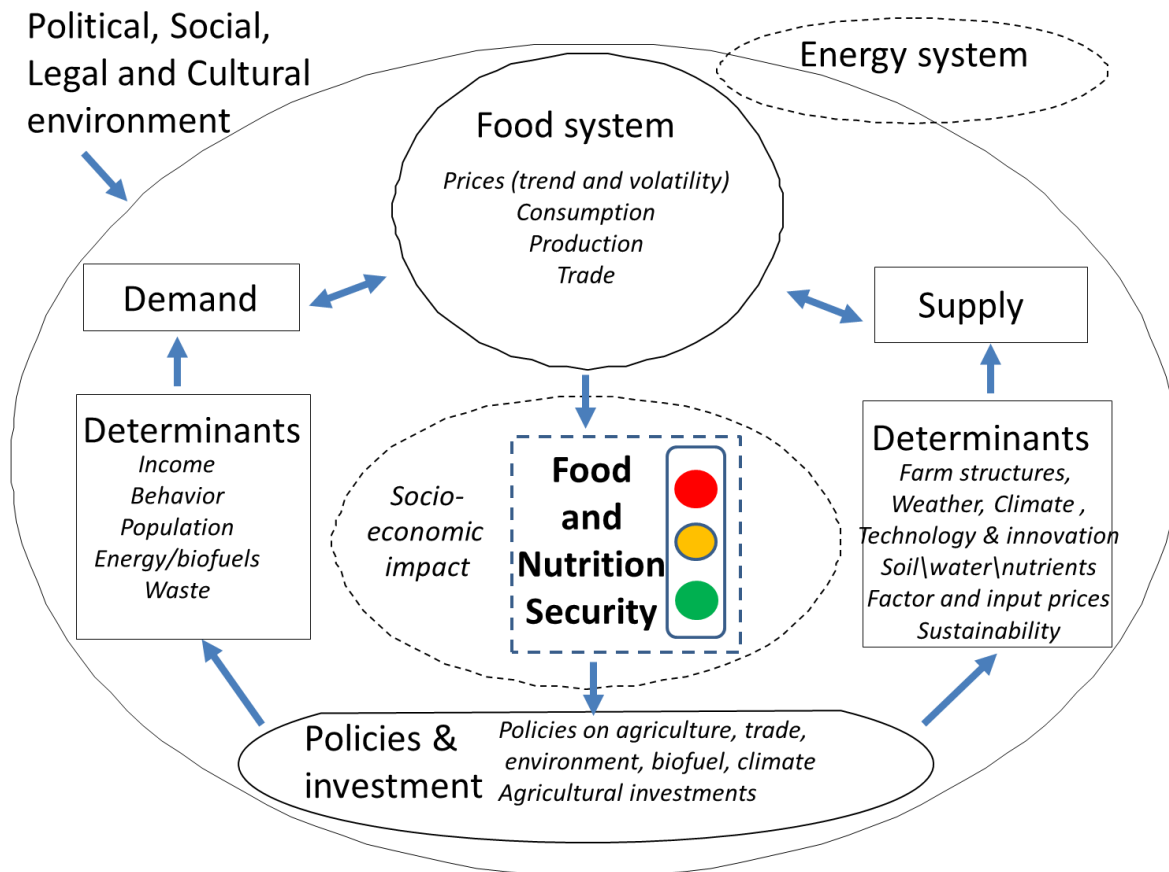 Political, Social,
Legal and Cultural
environment
Energy system
Food system
Prices (trend and volatility)
Consumption
Production
Trade
Demand
Supply
Determinants
Income
Behavior
Population
Energy/biofuels
Waste
Socio-
economic
impact
Food
and
Nutrition
Security
Determinants
Farm structures,
Weather, Climate ,
Technology & innovation
Soil\water\nutrients
Factor and input prices
Sustainability
Policies &
investment
Policies on agriculture, trade,
environment, biofuel, climate
Agricultural investments